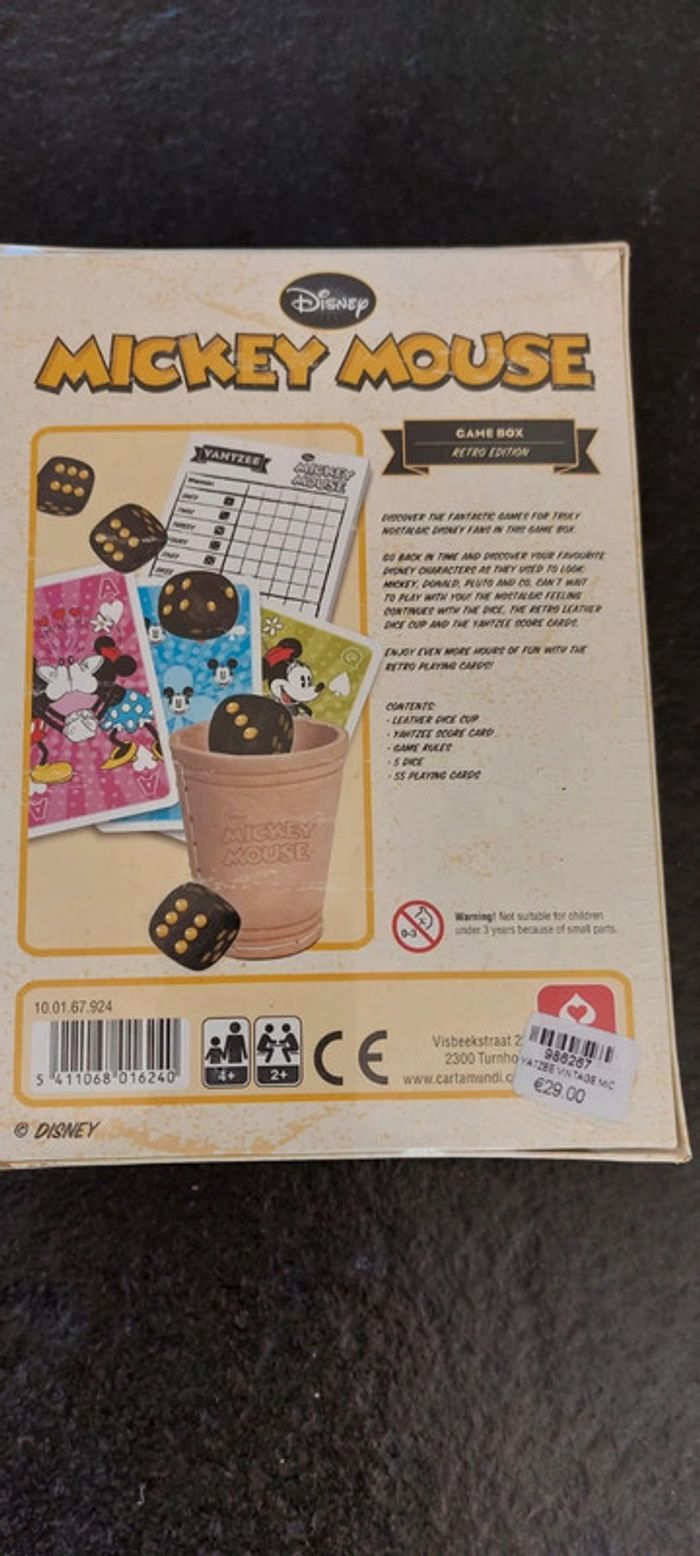 Disney
MICKEY MOUSE
GAME BOX
RETRO EDITION
YAHTZEE
MICKEY
MOUSE
DISCOVER THE FANTASTIC GAMES FOR TRULY
NOSTALGIC DISNEY FANS IN THIS GAME BOX.
GO BACK IN TIME AND DISCOVER YOUR FAVOURITE
DISNEY CHARACTERS AS THEY USED TO LOOK:
MICKEY, DONALD, PLUTO AND CO, CAN'T WAIT
TO PLAY WITH YOU! THE NOSTALGIC FEELING
CONTINUES WITH THE DICE, THE RETRO LEATHER
DICE CUP AND THE YAHTZEE SCORE CARDS.
ENJOY EVEN MORE HOURS OF FUN WITH THE
RETRO PLAYING CARDS!
CONTENTS:
- LEATHER DICE CUP
- YAHTZEE SCORE CARD
- GAME RULES
- 5 DICE
- 55 PLAYING CARDS
A
Q
A
MICKEY
MOUSE
0-3
Warning! Not suitable for children
under 3 years because of small parts.
10.01.67.924
5 411068 016240
4+
2+
CE
Visbeekstraat 2
2300 Turnho
www.cartamundi.c
986267
YATZEE VINTAGE MIC
€29.00
© DISNEY